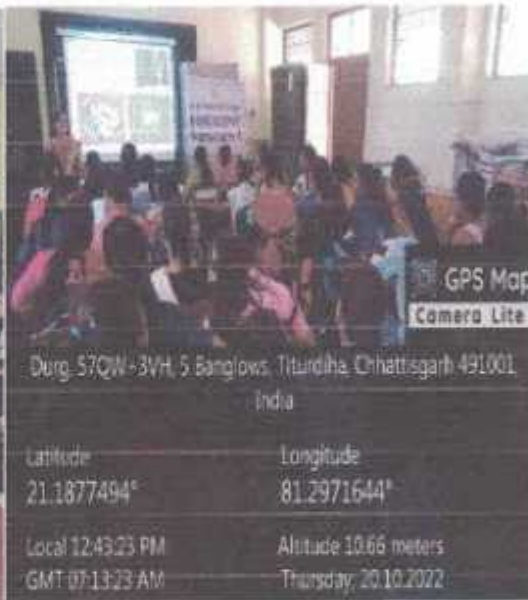 GPS Map
Camera Lite
Durg, 57QW+3VH, 5 Banglows, Titurdiha, Chhattisgarh 491001,
India
Latitude
21.1877494°
Longitude
81.2971644°
Local 12:43:23 PM
Altitude 10.66 meters
GMT 07:13:23 AM
Thursday, 20.10.2022